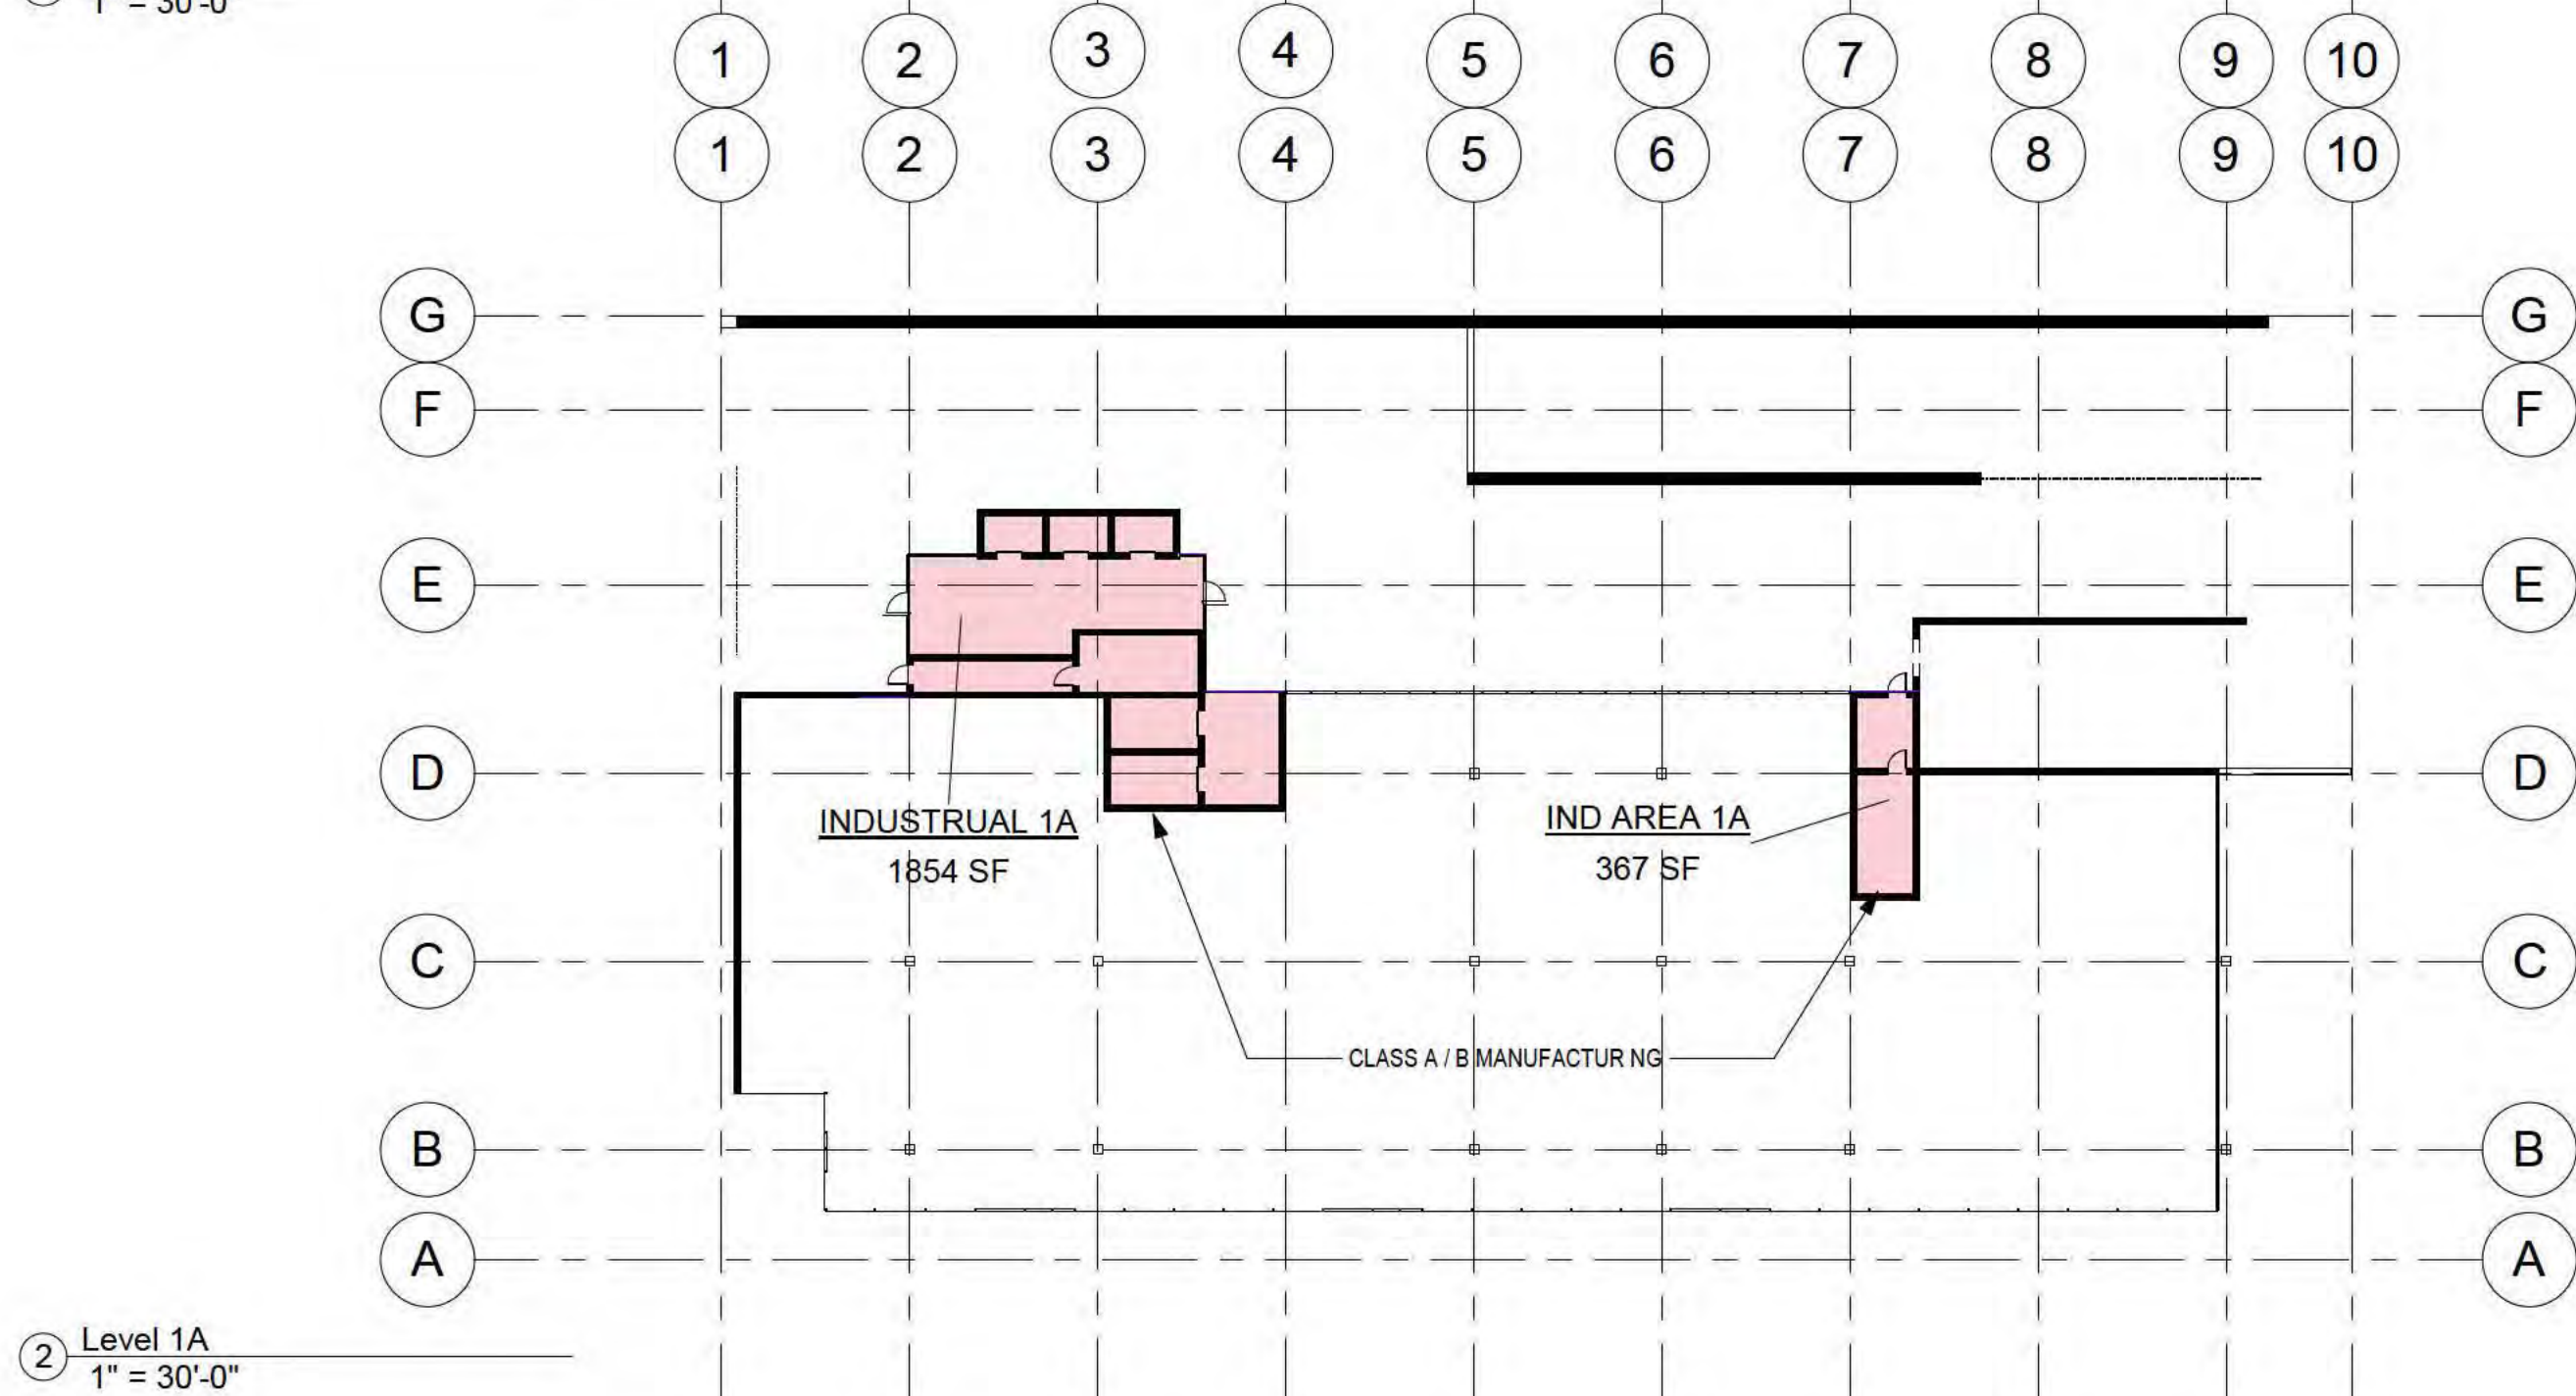 1" = 30'-0"
1 2 3 4 5 6 7 8 9 10
1 2 3 4 5 6 7 8 9 10
G G
F F
E E
D D
INDUSTRUAL 1A
1854 SF
IND AREA 1A
367 SF
C C
CLASS A / B MANUFACTUR NG
B B
A A
2 Level 1A
1" = 30'-0"